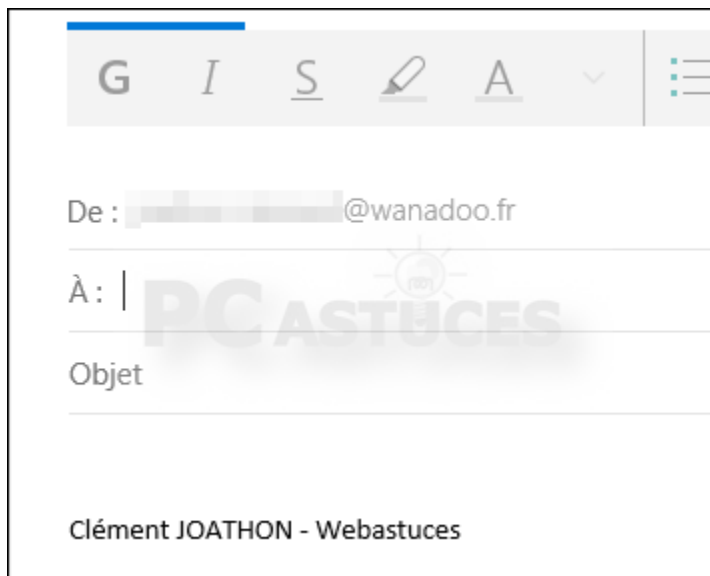 G I S A
De : @wanadoo.fr
À :
PC ASTUCES
Objet
Clément JOATHON - Webastuces